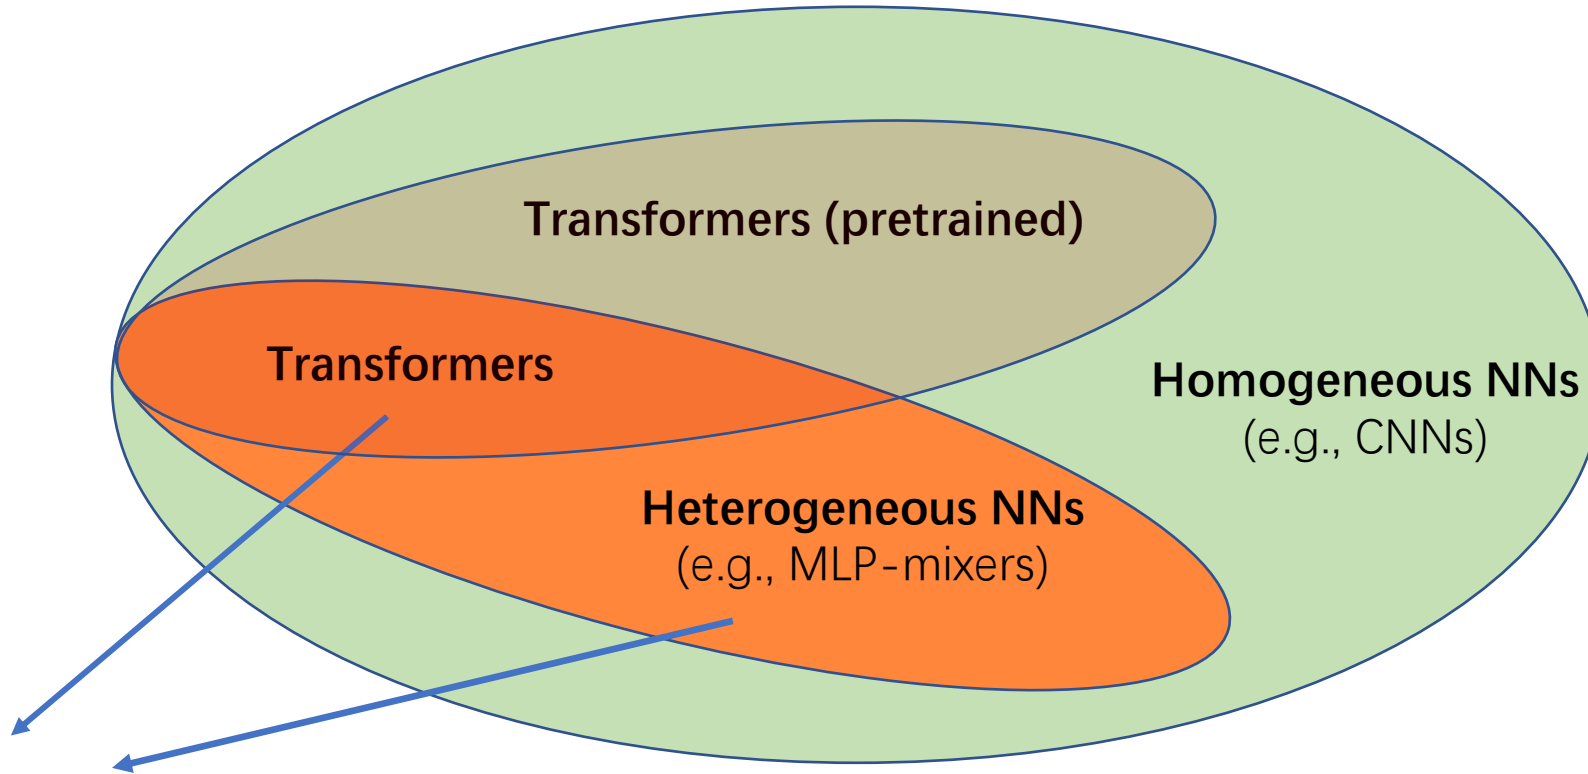 Transformers (pretrained)
Transformers
Homogeneous NNs
(e.g., CNNs)
Heterogeneous NNs
(e.g., MLP-mixers)